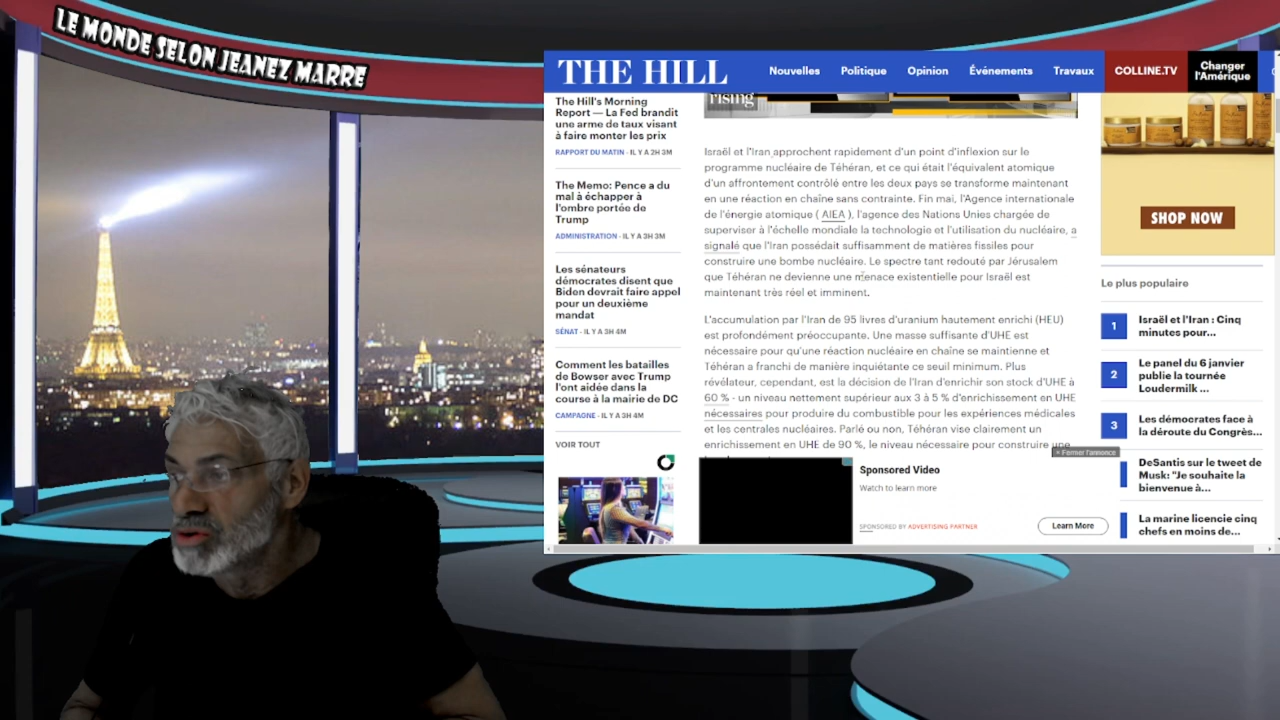 LE MONDE SELON JEANEZ MARRE
THE HILL
Nouvelles
Politique
Opinion
Événements
Travaux
COLLINE.TV
Changer
l'Amérique
The Hill's Morning
Report — La Fed brandit
une arme de taux visant
à faire monter les prix
RAPPORT DU MATIN - IL Y A 2H 3M
The Memo: Pence a du
mal à échapper à
l'ombre portée de
Trump
ADMINISTRATION - IL Y A 3H 3M
Les sénateurs
démocrates disent que
Biden devrait faire appel
pour un deuxième
mandat
SÉNAT - IL Y A 3H 4M
Comment les batailles
de Bowser avec Trump
l'ont aidée dans la
course à la mairie de DC
CAMPAGNE - IL Y A 3H 4M
VOIR TOUT
rising
Israël et l'Iran approchent rapidement d'un point d'inflexion sur le
programme nucléaire de Téhéran, et ce qui était l'équivalent atomique
d'un affrontement contrôlé entre les deux pays se transforme maintenant
en une réaction en chaîne sans contrainte. Fin mai, l'Agence internationale
de l'énergie atomique ( AIEA ), l'agence des Nations Unies chargée de
superviser à l'échelle mondiale la technologie et l'utilisation du nucléaire, a
signalé que l'Iran possédait suffisamment de matières fissiles pour
construire une bombe nucléaire. Le spectre tant redouté par Jérusalem
que Téhéran ne devienne une menace existentielle pour Israël est
maintenant très réel et imminent.
L'accumulation par l'Iran de 95 livres d'uranium hautement enrichi (HEU)
est profondément préoccupante. Une masse suffisante d'UHE est
nécessaire pour qu'une réaction nucléaire en chaîne se maintienne et
Téhéran a franchi de manière inquiétante ce seuil minimum. Plus
révélateur, cependant, est la décision de l'Iran d'enrichir son stock d'UHE à
60 % - un niveau nettement supérieur aux 3 à 5 % d'enrichissement en UHE
nécessaires pour produire du combustible pour les expériences médicales
et les centrales nucléaires. Parlé ou non, Téhéran vise clairement un
enrichissement en UHE de 90 %, le niveau nécessaire pour construire une
× Fermer l'annonce
Sponsored Video
Watch to learn more
SPONSORED BY ADVERTISING PARTNER
Learn More
SHOP NOW
Le plus populaire
1 Israël et l'Iran : Cinq
minutes pour...
2 Le panel du 6 janvier
publie la tournée
Loudermilk ...
3 Les démocrates face à
la déroute du Congrès...
DeSantis sur le tweet de
Musk: "Je souhaite la
bienvenue à...
La marine licencie cinq
chefs en moins de...